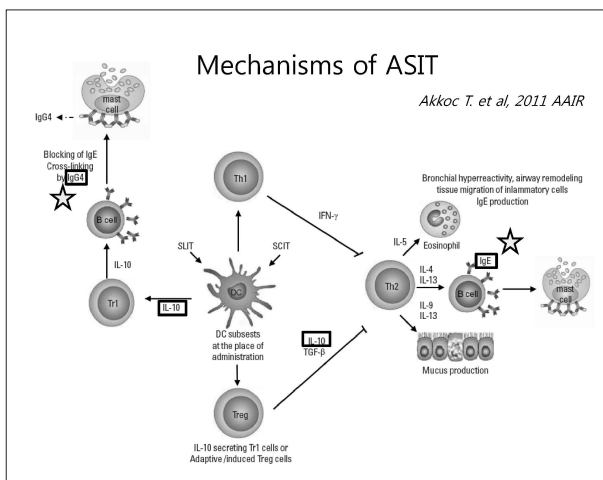 Mechanisms of ASIT
Akkoc T. et al, 2011 AAIR
mast
cell
IgG4
Blocking of IgE
Cross-linking
by IgG4
B cell
IL-10
Tr1
IL-10
SLIT
SCIT
Th1
DC
DC subsests
at the place of
administration
Treg
IL-10 secreting Tr1 cells or
Adaptive/induced Treg cells
IFN-γ
IL-10
TGF-β
Th2
Bronchial hyperreactivity, airway remodeling
tissue migration of inlammatory cells
IgE production
IL-5
Eosinophil
IL-4
IL-13
IgE
B cell
mast
cell
IL-9
IL-13
Mucus production